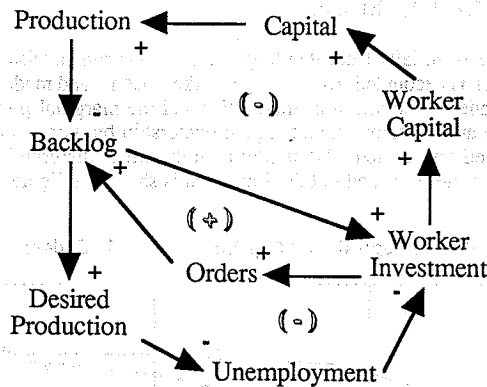 Production
+
Capital
+
(-)
Worker
Capital
-
Backlog
+
+
(+)
+
Worker
Investment
+
Orders
-
+
Desired
Production
(-)
-
Unemployment